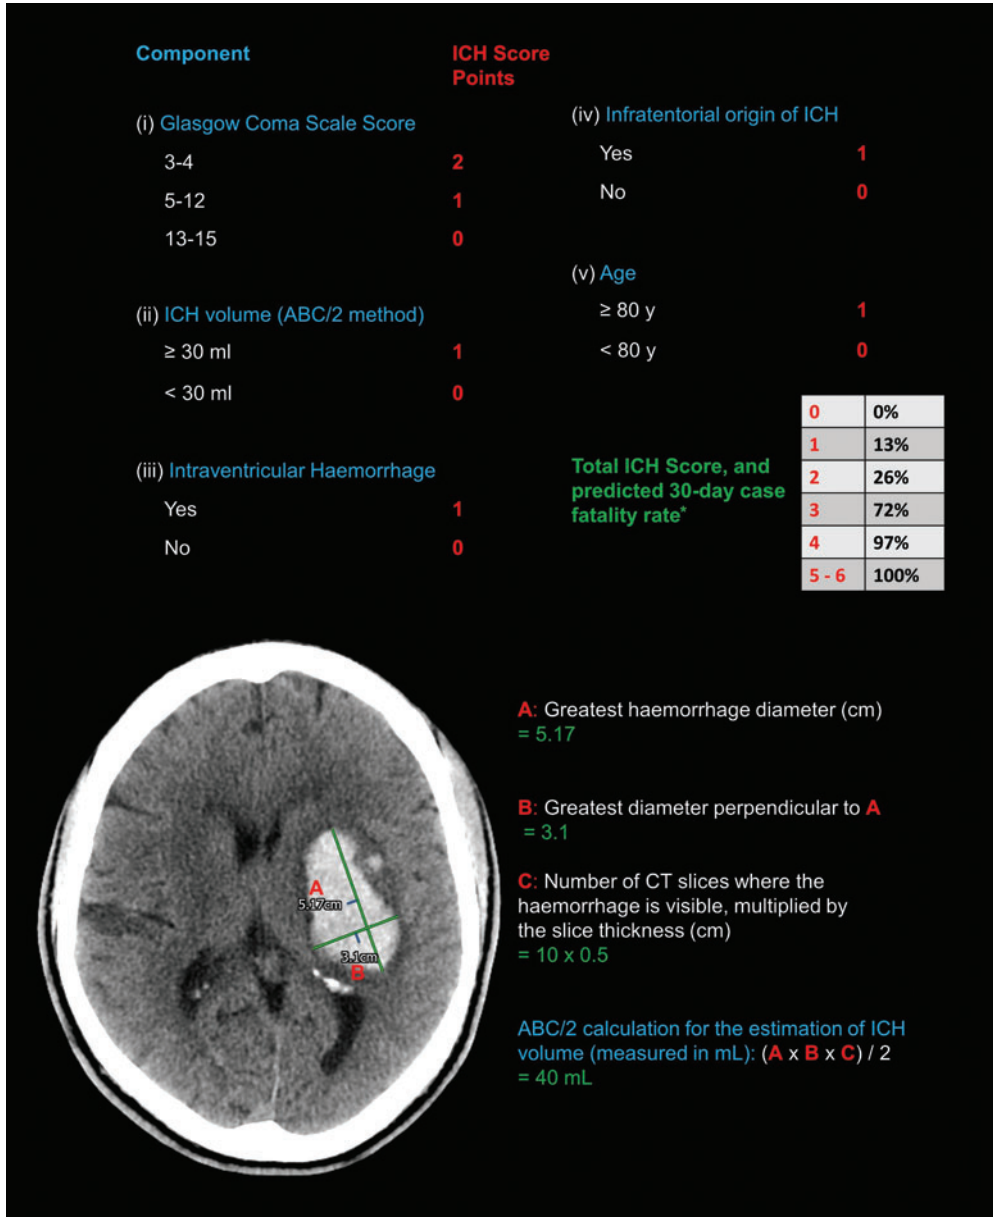 Component
ICH Score
Points
(i) Glasgow Coma Scale Score
3-4 2
5-12 1
13-15 0
(ii) ICH volume (ABC/2 method)
≥ 30 ml 1
< 30 ml 0
(iii) Intraventricular Haemorrhage
Yes 1
No 0
(iv) Infratentorial origin of ICH
Yes 1
No 0
(v) Age
≥ 80 y 1
< 80 y 0
Total ICH Score, and
predicted 30-day case
fatality rate*
0 0%
1 13%
2 26%
3 72%
4 97%
5 - 6 100%
A
5.17cm
3.1cm
B
A: Greatest haemorrhage diameter (cm)
= 5.17
B: Greatest diameter perpendicular to A
= 3.1
C: Number of CT slices where the
haemorrhage is visible, multiplied by
the slice thickness (cm)
= 10 x 0.5
ABC/2 calculation for the estimation of ICH
volume (measured in mL): (A x B x C) / 2
= 40 mL